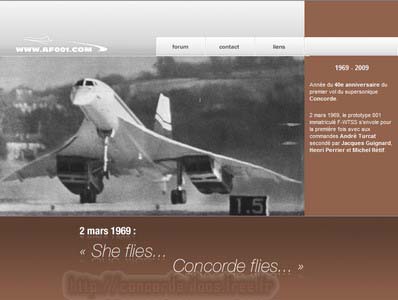 WWW.AF001.COM
forum
contact
liens
1969 - 2009
Année du 40e anniversaire du
premier vol du supersonique
Concorde.
2 mars 1969, le prototype 001
immatriculé F-WTSS s'envole pour
la première fois avec aux
commandes André Turcat
secondé par Jacques Guignard,
Henri Perrier et Michel Rétif.
1.5
2 mars 1969 :
« She flies...
Concorde flies... »
http://concorde.docs.free.fr